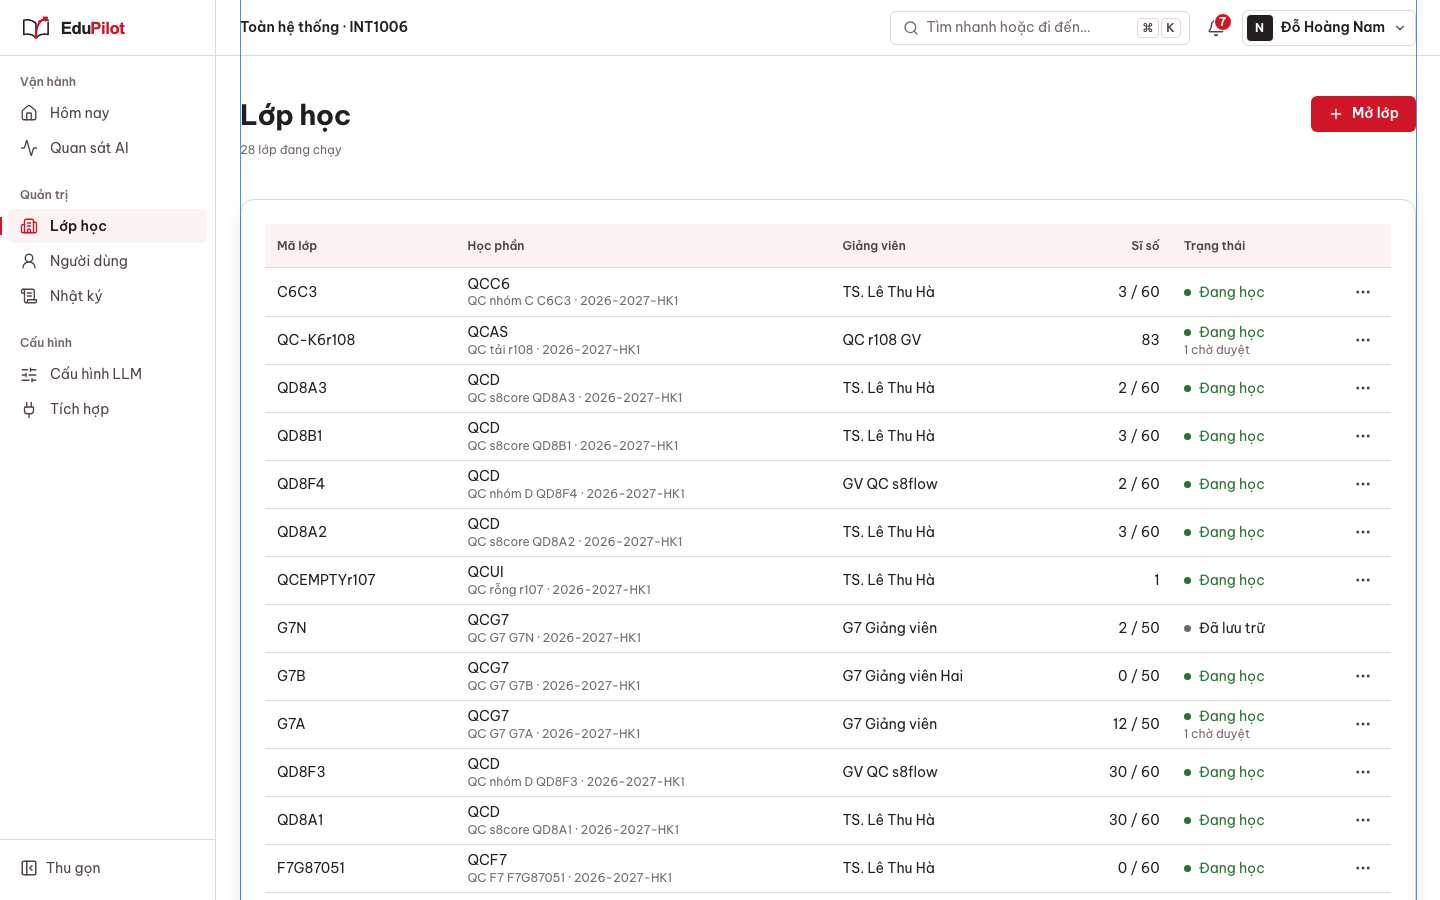 EduPilot
Toàn hệ thống · INT1006
Tìm nhanh hoặc đi đến...
⌘ K
7
N
Đỗ Hoàng Nam
Vận hành
Hôm nay
Quan sát AI
Quản trị
Lớp học
Người dùng
Nhật ký
Cấu hình
Cấu hình LLM
Tích hợp
Thu gọn
Lớp học
28 lớp đang chạy
+ Mở lớp
Mã lớp Học phần Giảng viên Sĩ số Trạng thái
C6C3 QCC6 TS. Lê Thu Hà 3 / 60 Đang học
QC nhóm C C6C3 · 2026-2027-HK1
QC-K6r108 QCAS QC r108 GV 83 Đang học
QC tải r108 · 2026-2027-HK1 1 chờ duyệt
QD8A3 QCD TS. Lê Thu Hà 2 / 60 Đang học
QC s8core QD8A3 · 2026-2027-HK1
QD8B1 QCD TS. Lê Thu Hà 3 / 60 Đang học
QC s8core QD8B1 · 2026-2027-HK1
QD8F4 QCD GV QC s8flow 2 / 60 Đang học
QC nhóm D QD8F4 · 2026-2027-HK1
QD8A2 QCD TS. Lê Thu Hà 3 / 60 Đang học
QC s8core QD8A2 · 2026-2027-HK1
QCEMPTYr107 QCUI TS. Lê Thu Hà 1 Đang học
QC rỗng r107 · 2026-2027-HK1
G7N QCG7 G7 Giảng viên 2 / 50 Đã lưu trữ
QC G7 G7N · 2026-2027-HK1
G7B QCG7 G7 Giảng viên Hai 0 / 50 Đang học
QC G7 G7B · 2026-2027-HK1
G7A QCG7 G7 Giảng viên 12 / 50 Đang học
QC G7 G7A · 2026-2027-HK1 1 chờ duyệt
QD8F3 QCD GV QC s8flow 30 / 60 Đang học
QC nhóm D QD8F3 · 2026-2027-HK1
QD8A1 QCD TS. Lê Thu Hà 30 / 60 Đang học
QC s8core QD8A1 · 2026-2027-HK1
F7G87051 QCF7 TS. Lê Thu Hà 0 / 60 Đang học
QC F7 F7G87051 · 2026-2027-HK1